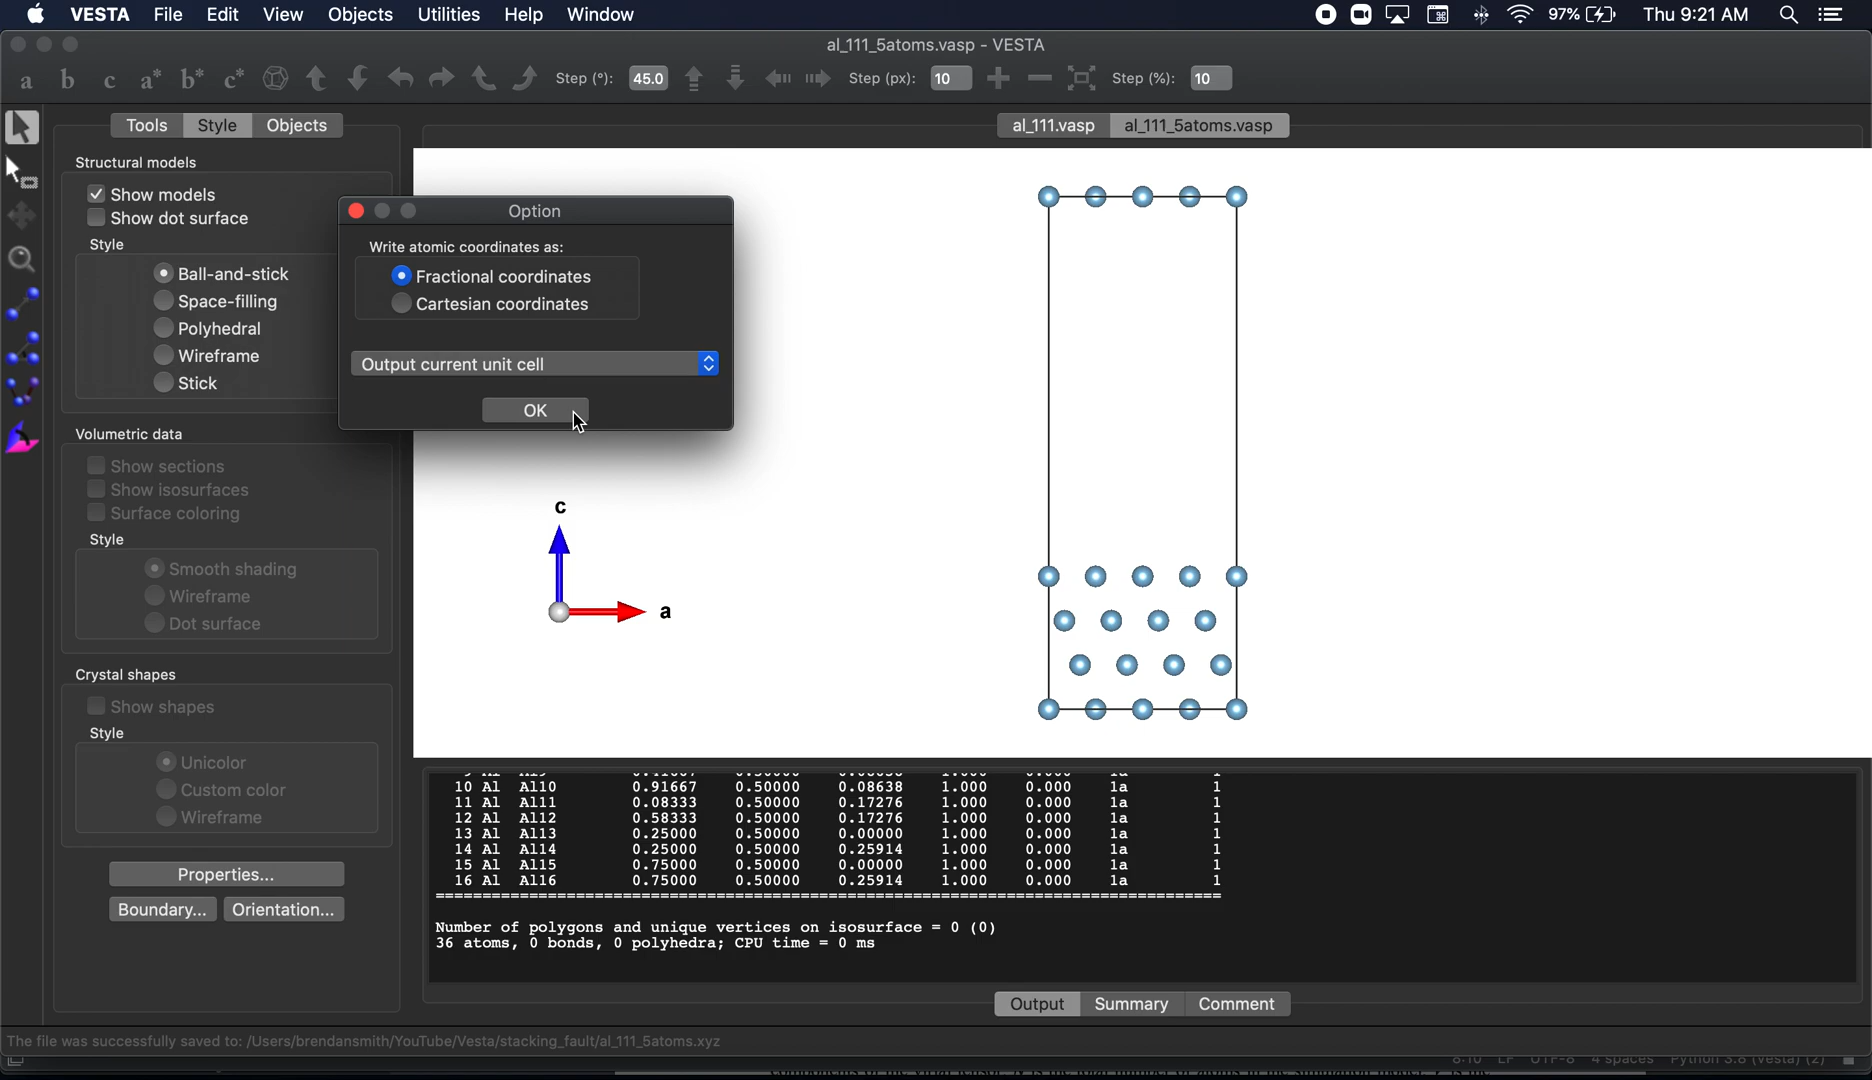 VESTA File Edit View Objects Utilities Help Window 97% Thu 9:21 AM
al_111_5atoms.vasp - VESTA
a b c a* b* c* Step (°): 45.0 Step (px): 10 Step (%): 10
Tools Style Objects
al_111.vasp al_111_5atoms.vasp
Structural models
Show models
Show dot surface
Style
Ball-and-stick
Space-filling
Polyhedral
Wireframe
Stick
Option
Write atomic coordinates as:
Fractional coordinates
Cartesian coordinates
Output current unit cell
OK
Volumetric data
Show sections
Show isosurfaces
Surface coloring
Style
Smooth shading
Wireframe
Dot surface
Crystal shapes
Show shapes
Style
Unicolor
Custom color
Wireframe
Properties...
Boundary... Orientation...
c
a
10 Al Al10 0.91667 0.50000 0.08638 1.000 0.000 1a 1
11 Al Al11 0.08333 0.50000 0.17276 1.000 0.000 1a 1
12 Al Al12 0.58333 0.50000 0.17276 1.000 0.000 1a 1
13 Al Al13 0.25000 0.50000 0.00000 1.000 0.000 1a 1
14 Al Al14 0.25000 0.50000 0.25914 1.000 0.000 1a 1
15 Al Al15 0.75000 0.50000 0.00000 1.000 0.000 1a 1
16 Al Al16 0.75000 0.50000 0.25914 1.000 0.000 1a 1
Number of polygons and unique vertices on isosurface = 0 (0)
36 atoms, 0 bonds, 0 polyhedra; CPU time = 0 ms
Output Summary Comment
The file was successfully saved to: /Users/brendansmith/YouTube/Vesta/stacking_fault/al_111_5atoms.xyz
8:10 LF UTF-8 4 spaces Python 3.8 (vesta) (2)